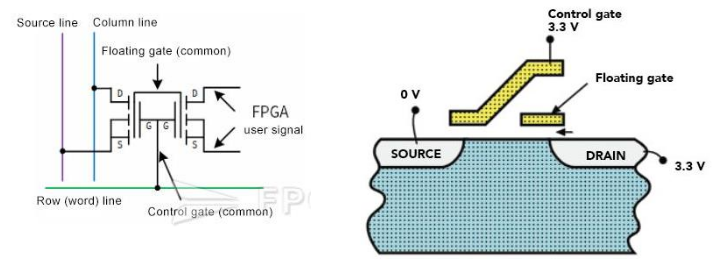 Source line
Column line
Floating gate (common)
D
D
FPGA
user signal
G G
S
S
Row (word) line
Control gate (common)
Control gate
3.3 V
Floating gate
0 V
SOURCE
DRAIN
3.3 V